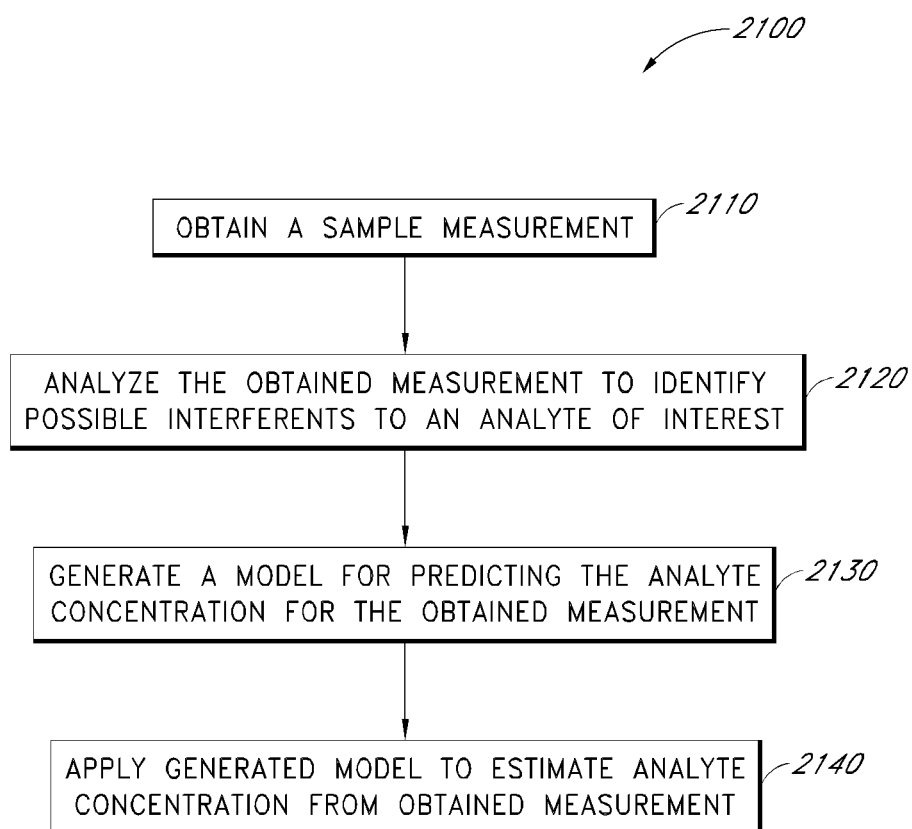 2100
OBTAIN A SAMPLE MEASUREMENT
2110
ANALYZE THE OBTAINED MEASUREMENT TO IDENTIFY
POSSIBLE INTERFERENTS TO AN ANALYTE OF INTEREST
2120
GENERATE A MODEL FOR PREDICTING THE ANALYTE
CONCENTRATION FOR THE OBTAINED MEASUREMENT
2130
APPLY GENERATED MODEL TO ESTIMATE ANALYTE
CONCENTRATION FROM OBTAINED MEASUREMENT
2140